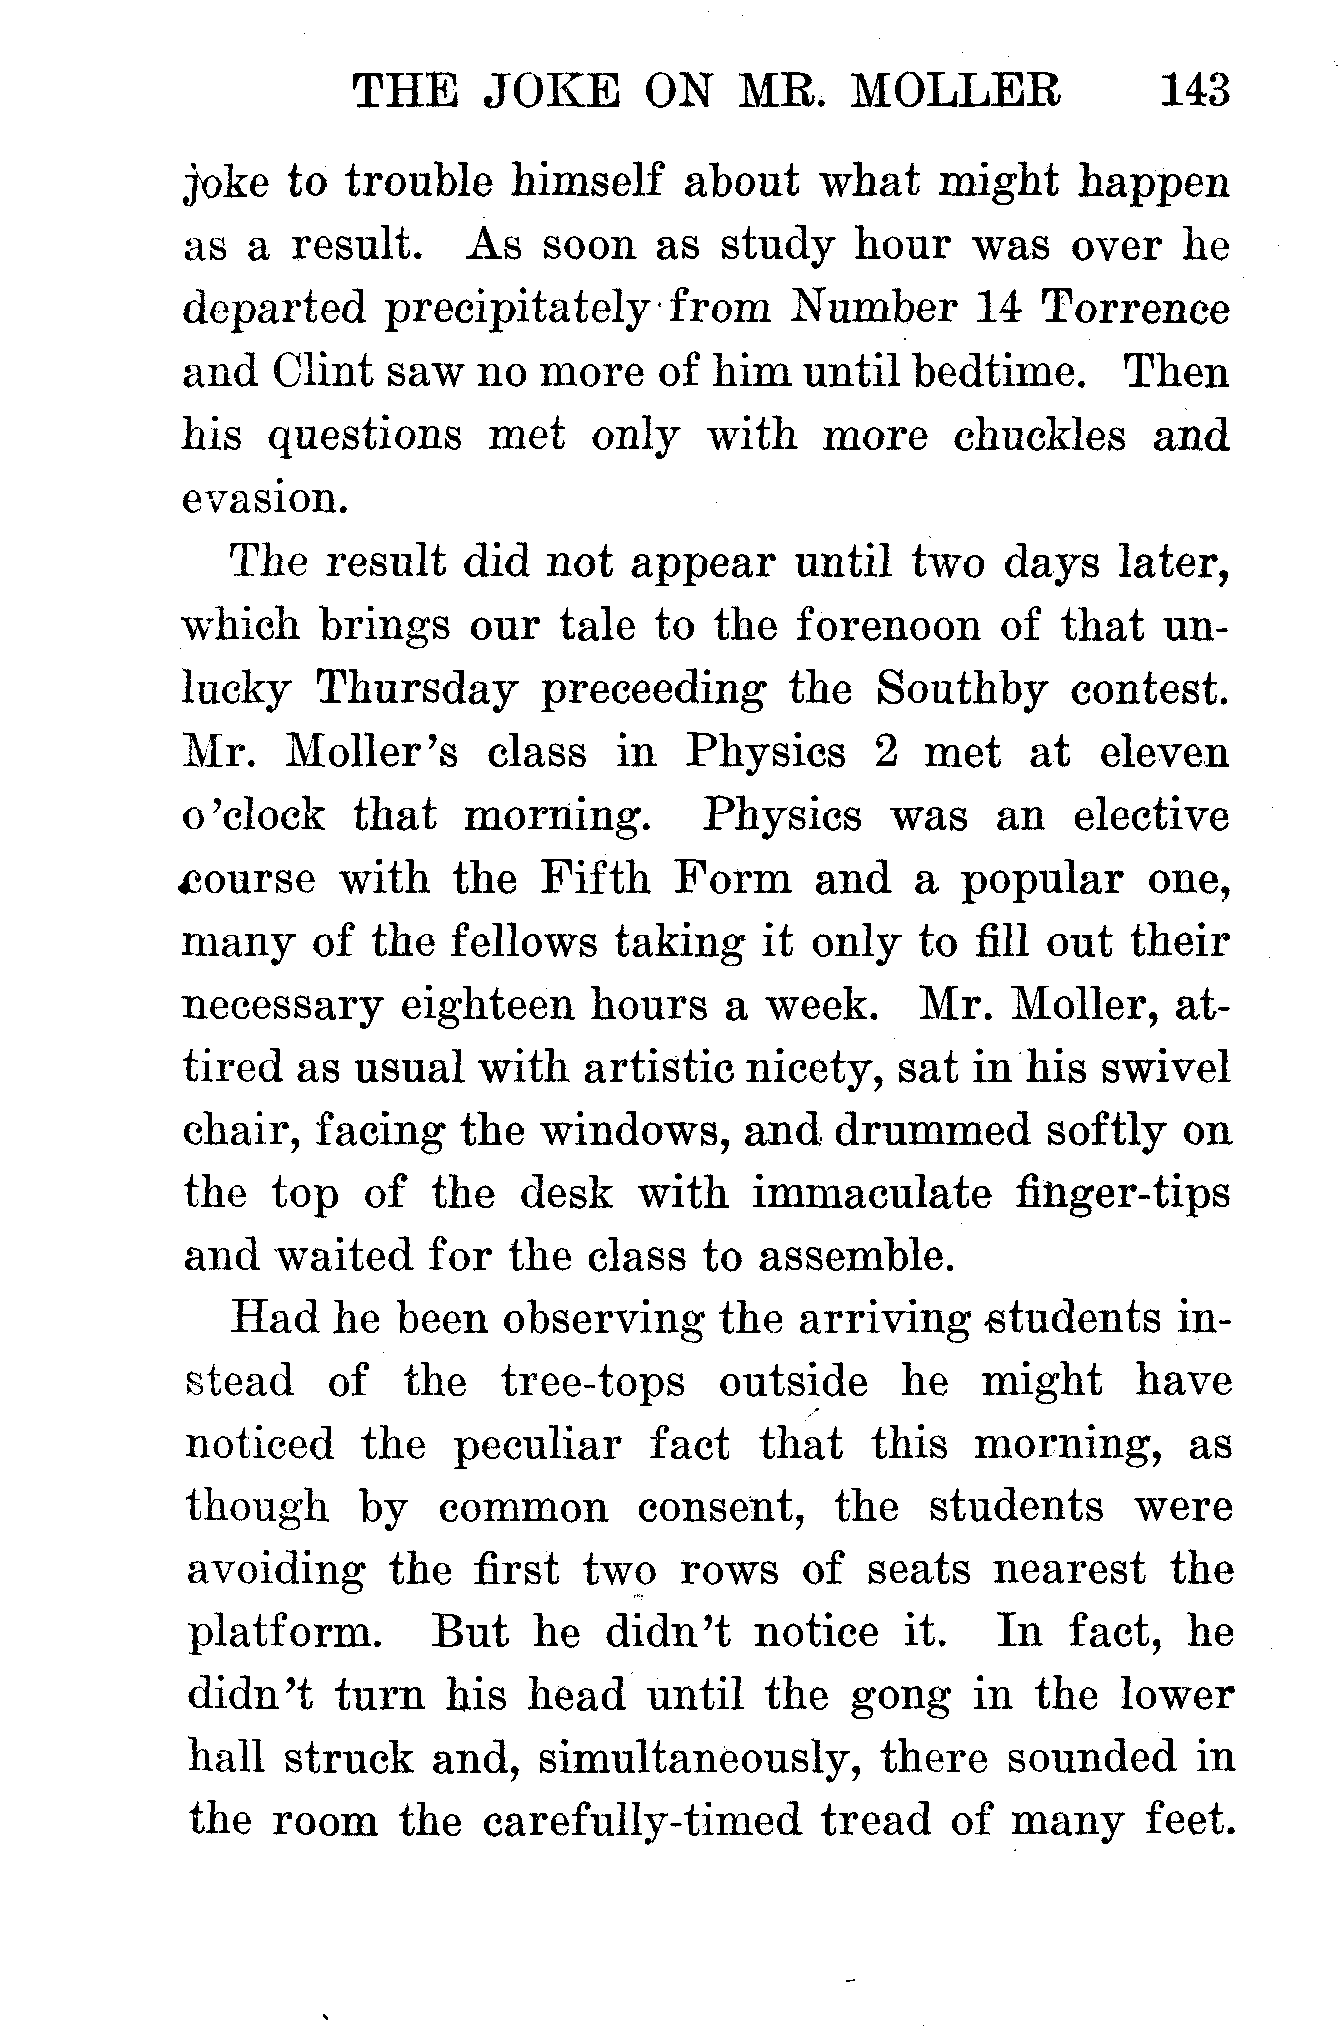 THE JOKE ON MR. MOLLER 143
joke to trouble himself about what might happen
as a result. As soon as study hour was over he
departed precipitately from Number 14 Torrence
and Clint saw no more of him until bedtime. Then
his questions met only with more chuckles and
evasion.
The result did not appear until two days later,
which brings our tale to the forenoon of that un-
lucky Thursday preceeding the Southby contest.
Mr. Moller's class in Physics 2 met at eleven
o'clock that morning. Physics was an elective
course with the Fifth Form and a popular one,
many of the fellows taking it only to fill out their
necessary eighteen hours a week. Mr. Moller, at-
tired as usual with artistic nicety, sat in his swivel
chair, facing the windows, and drummed softly on
the top of the desk with immaculate finger-tips
and waited for the class to assemble.
Had he been observing the arriving students in-
stead of the tree-tops outside he might have
noticed the peculiar fact that this morning, as
though by common consent, the students were
avoiding the first two rows of seats nearest the
platform. But he didn't notice it. In fact, he
didn't turn his head until the gong in the lower
hall struck and, simultaneously, there sounded in
the room the carefully-timed tread of many feet.